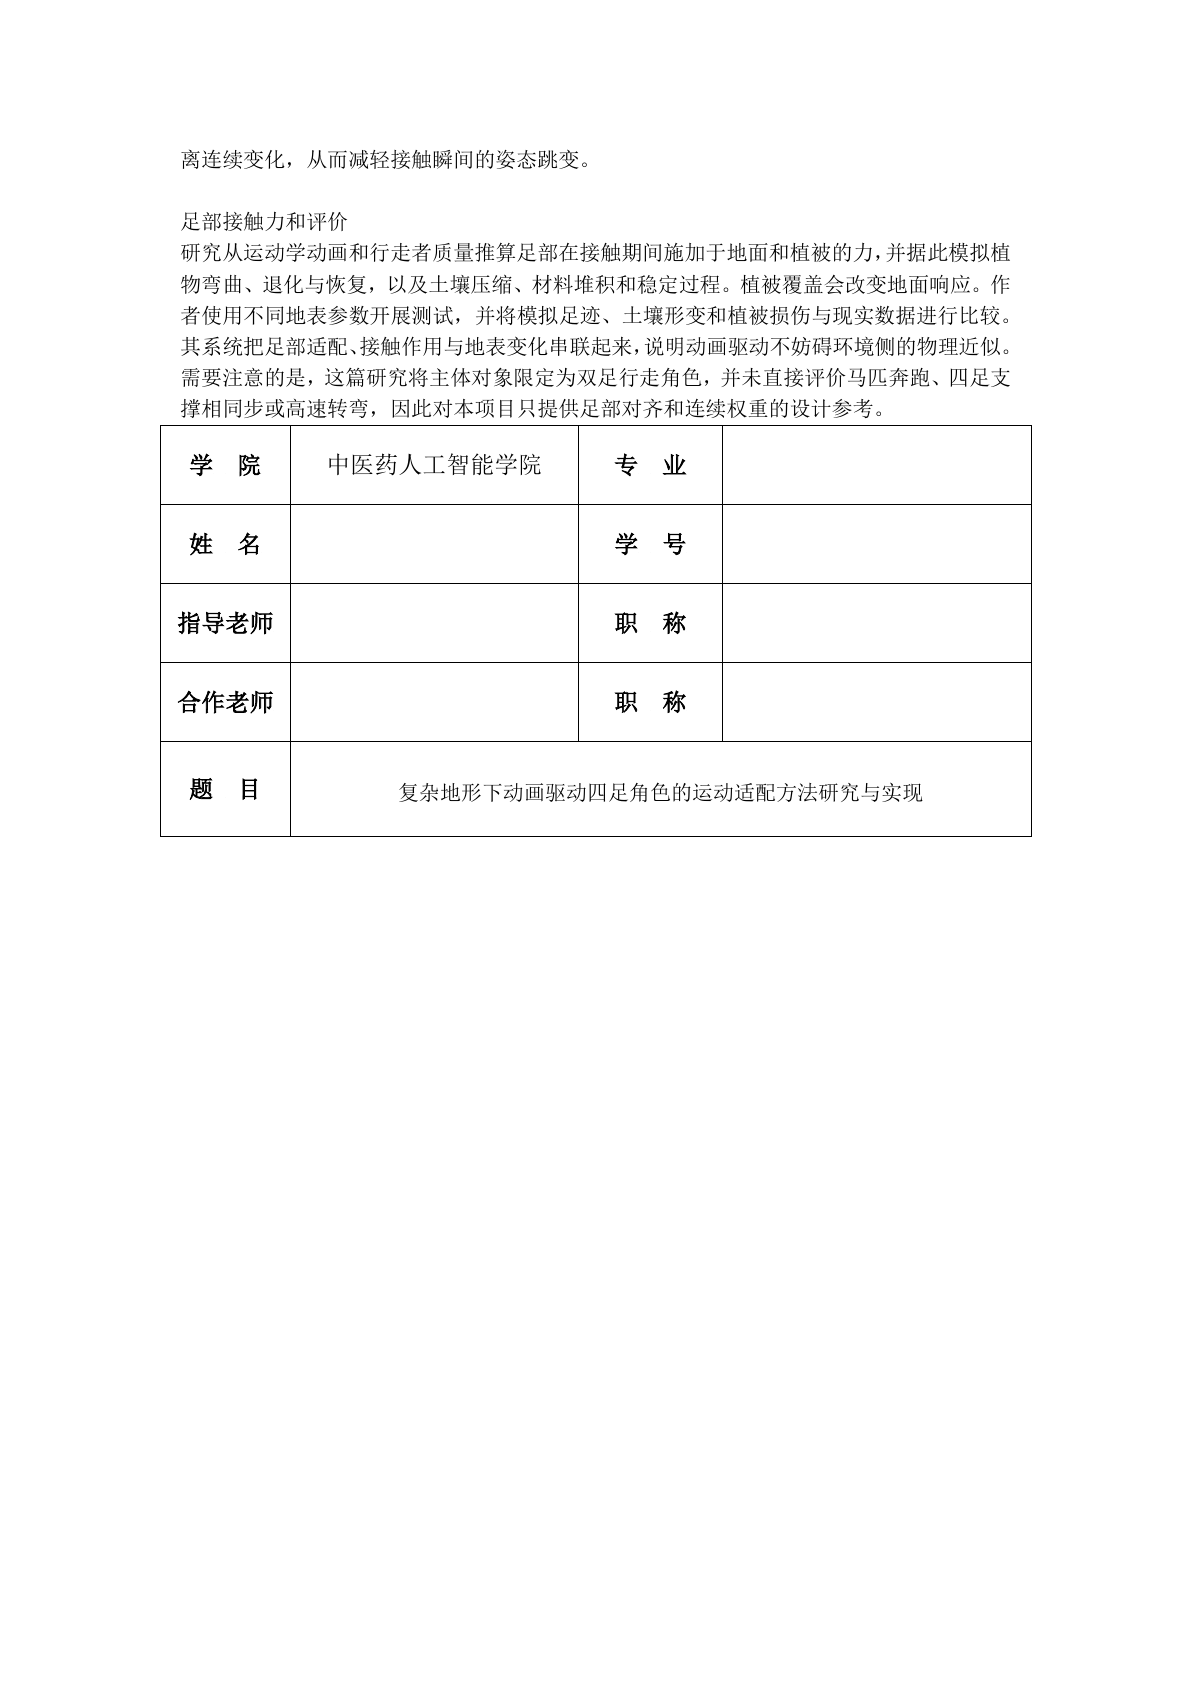 离连续变化，从而减轻接触瞬间的姿态跳变。
足部接触力和评价
研究从运动学动画和行走者质量推算足部在接触期间施加于地面和植被的力，并据此模拟植
物弯曲、退化与恢复，以及土壤压缩、材料堆积和稳定过程。植被覆盖会改变地面响应。作
者使用不同地表参数开展测试，并将模拟足迹、土壤形变和植被损伤与现实数据进行比较。
其系统把足部适配、接触作用与地表变化串联起来，说明动画驱动不妨碍环境侧的物理近似。
需要注意的是，这篇研究将主体对象限定为双足行走角色，并未直接评价马匹奔跑、四足支
撑相同步或高速转弯，因此对本项目只提供足部对齐和连续权重的设计参考。
学 院 中医药人工智能学院 专 业
姓 名 学 号
指导老师 职 称
合作老师 职 称
题 目 复杂地形下动画驱动四足角色的运动适配方法研究与实现